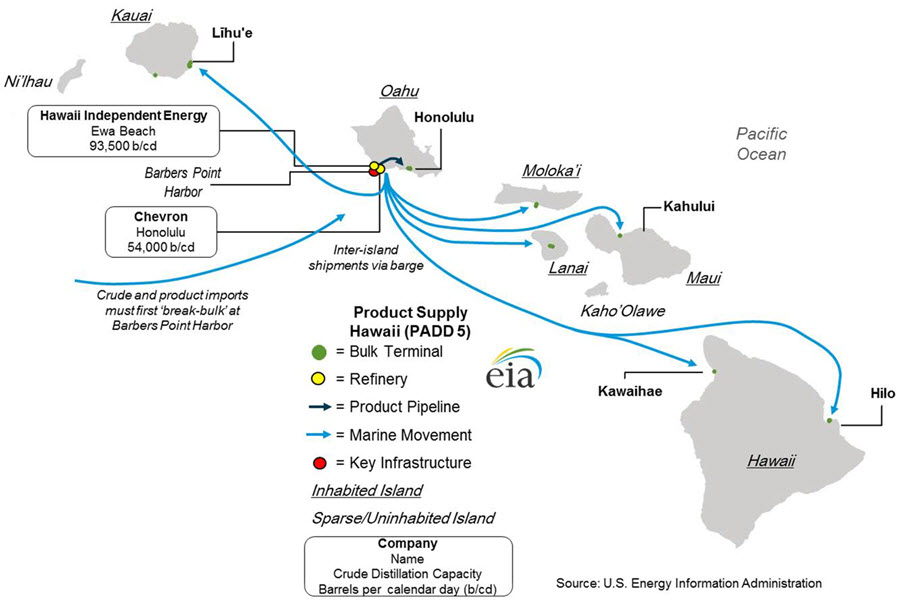 Kauai
Līhu'e
Ni'lhau
Hawaii Independent Energy
Ewa Beach
93,500 b/cd
Oahu
Honolulu
Pacific
Ocean
Barbers Point
Harbor
Moloka'i
Chevron
Honolulu
54,000 b/cd
Kahului
Inter-island
shipments via barge
Lanai
Maui
Crude and product imports
must first 'break-bulk' at
Barbers Point Harbor
Kaho'Olawe
Product Supply
Hawaii (PADD 5)
= Bulk Terminal
= Refinery
= Product Pipeline
= Marine Movement
= Key Infrastructure
Inhabited Island
Sparse/Uninhabited Island
Company
Name
Crude Distillation Capacity
Barrels per calendar day (b/cd)
eia
Kawaihae
Hilo
Hawaii
Source: U.S. Energy Information Administration